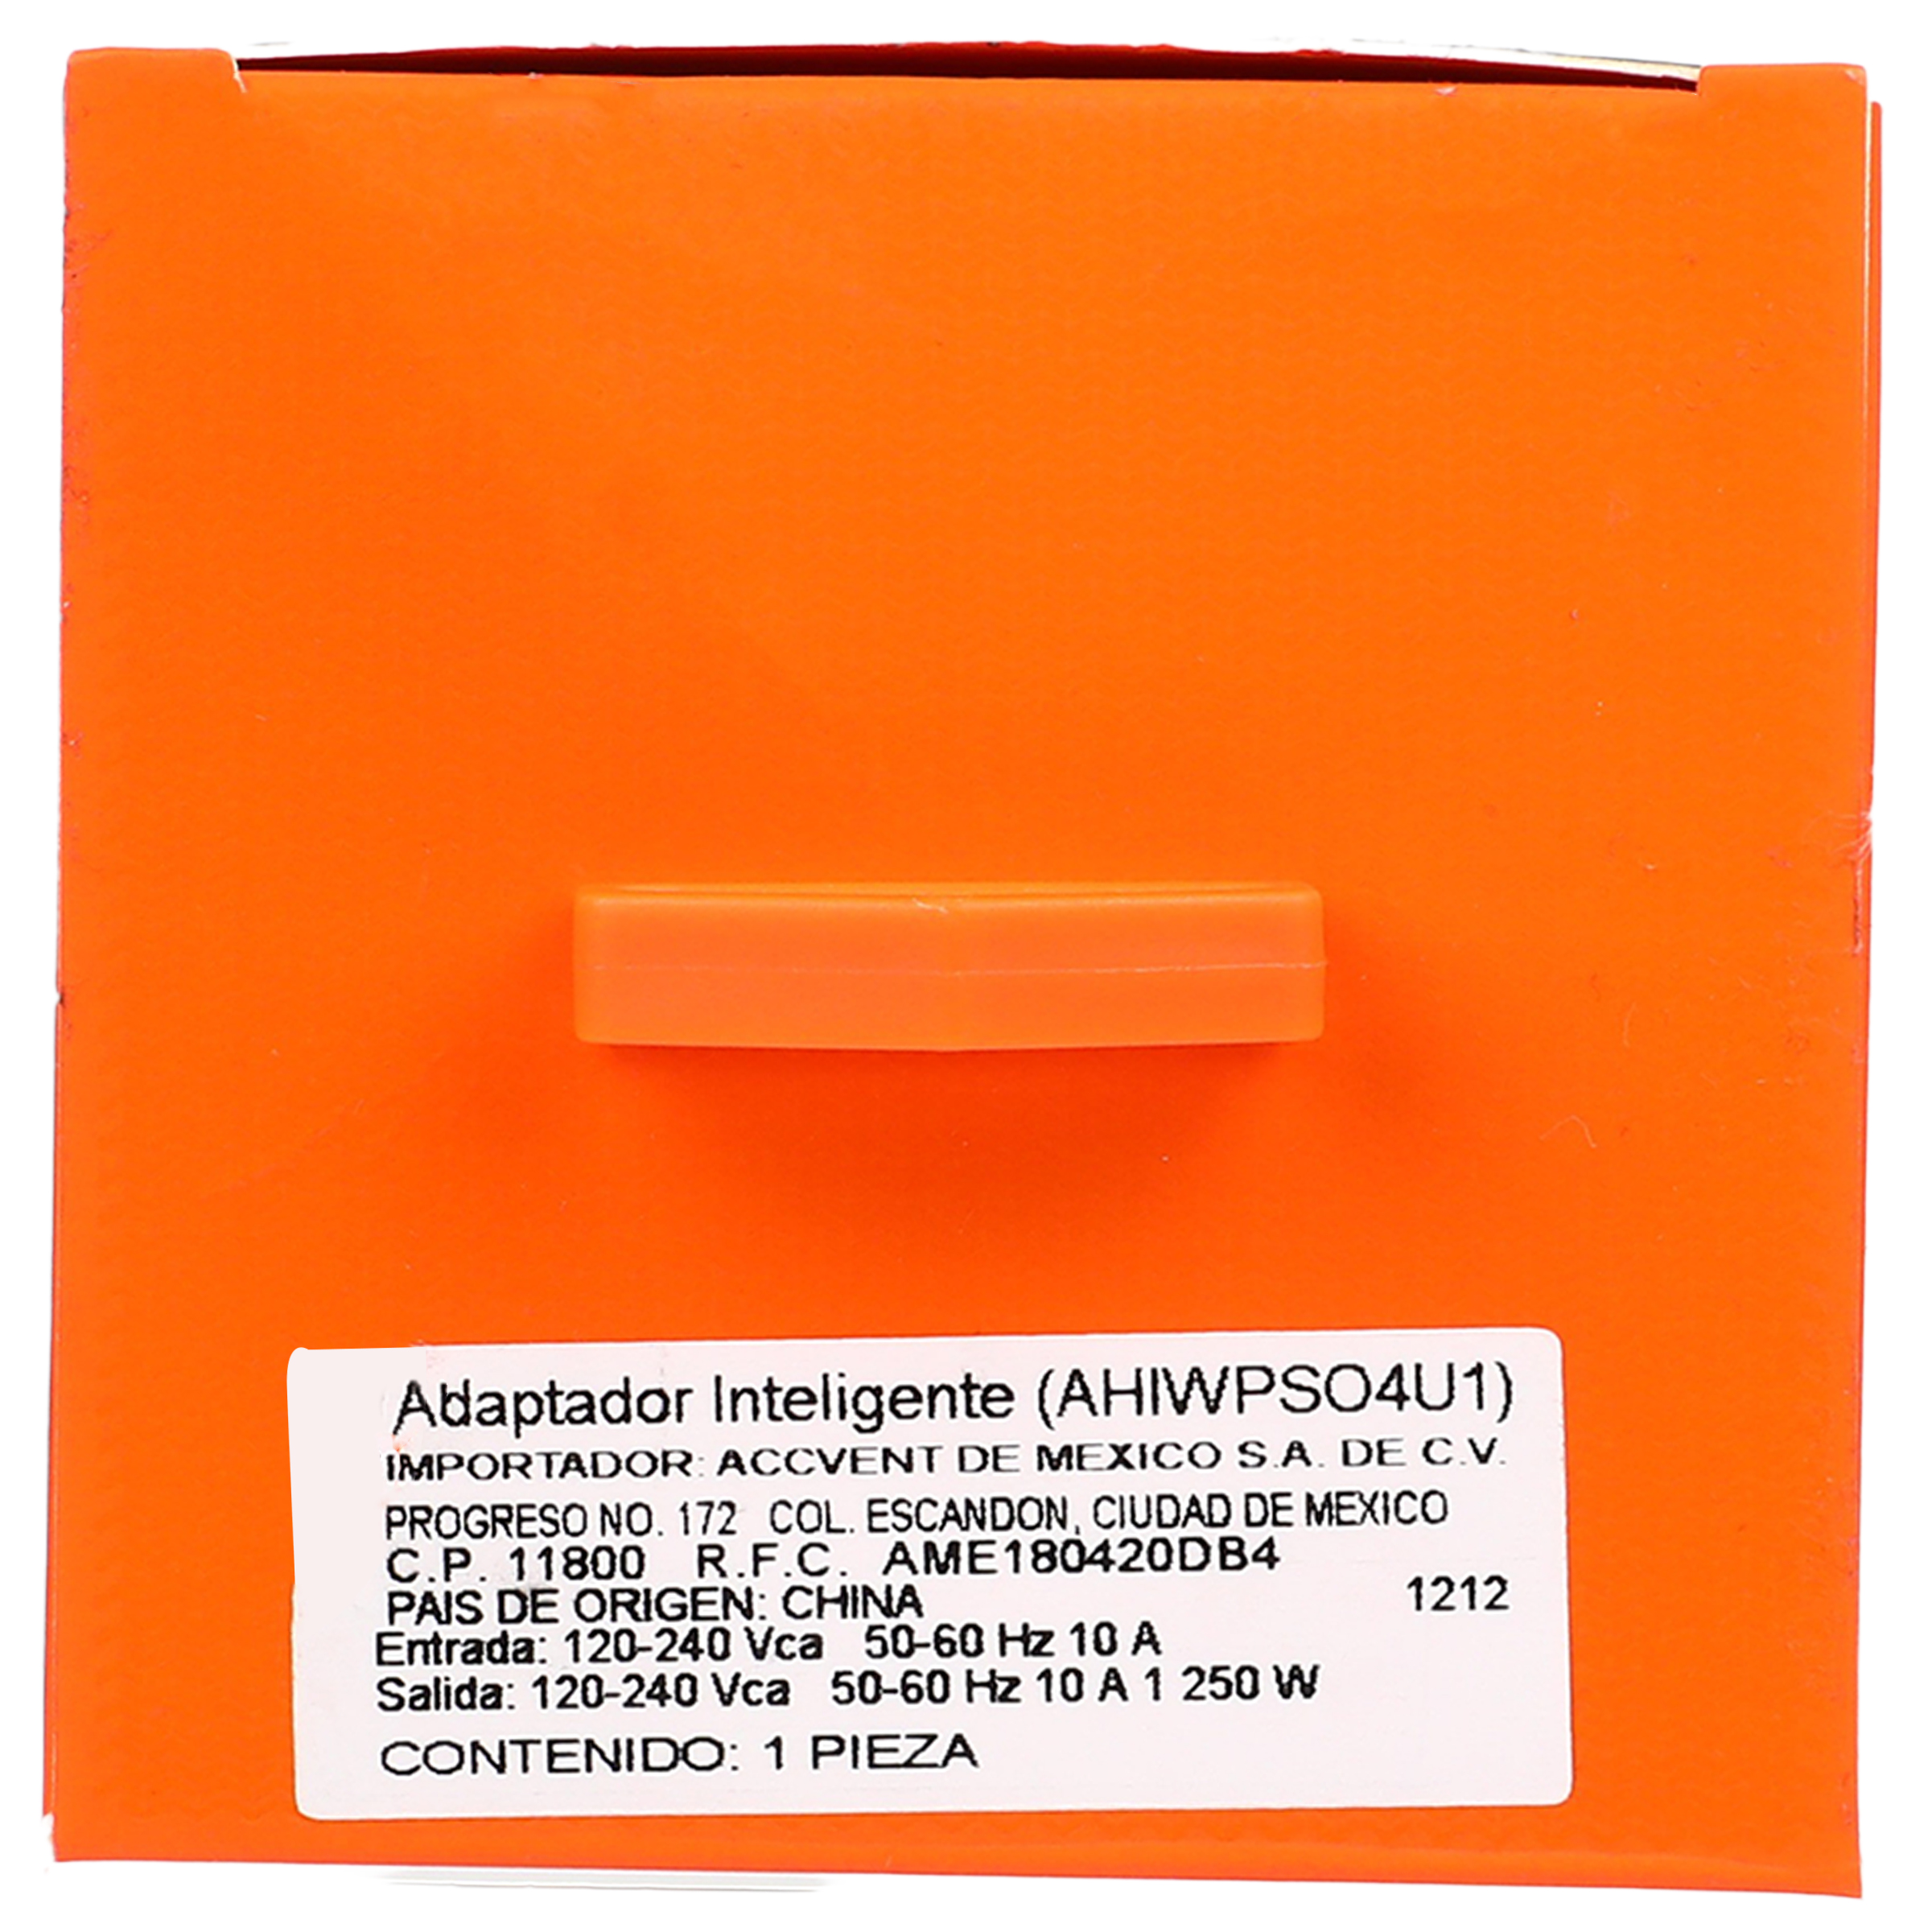 Adaptador Inteligente (AHIWPSO4U1)
IMPORTADOR: ACCVENT DE MEXICO S.A. DE C.V.
PROGRESO NO. 172 COL. ESCANDON, CIUDAD DE MEXICO
C.P. 11800 R.F.C. AME180420DB4
PAIS DE ORIGEN: CHINA 1212
Entrada: 120-240 Vca 50-60 Hz 10 A
Salida: 120-240 Vca 50-60 Hz 10 A 1 250 W
CONTENIDO: 1 PIEZA